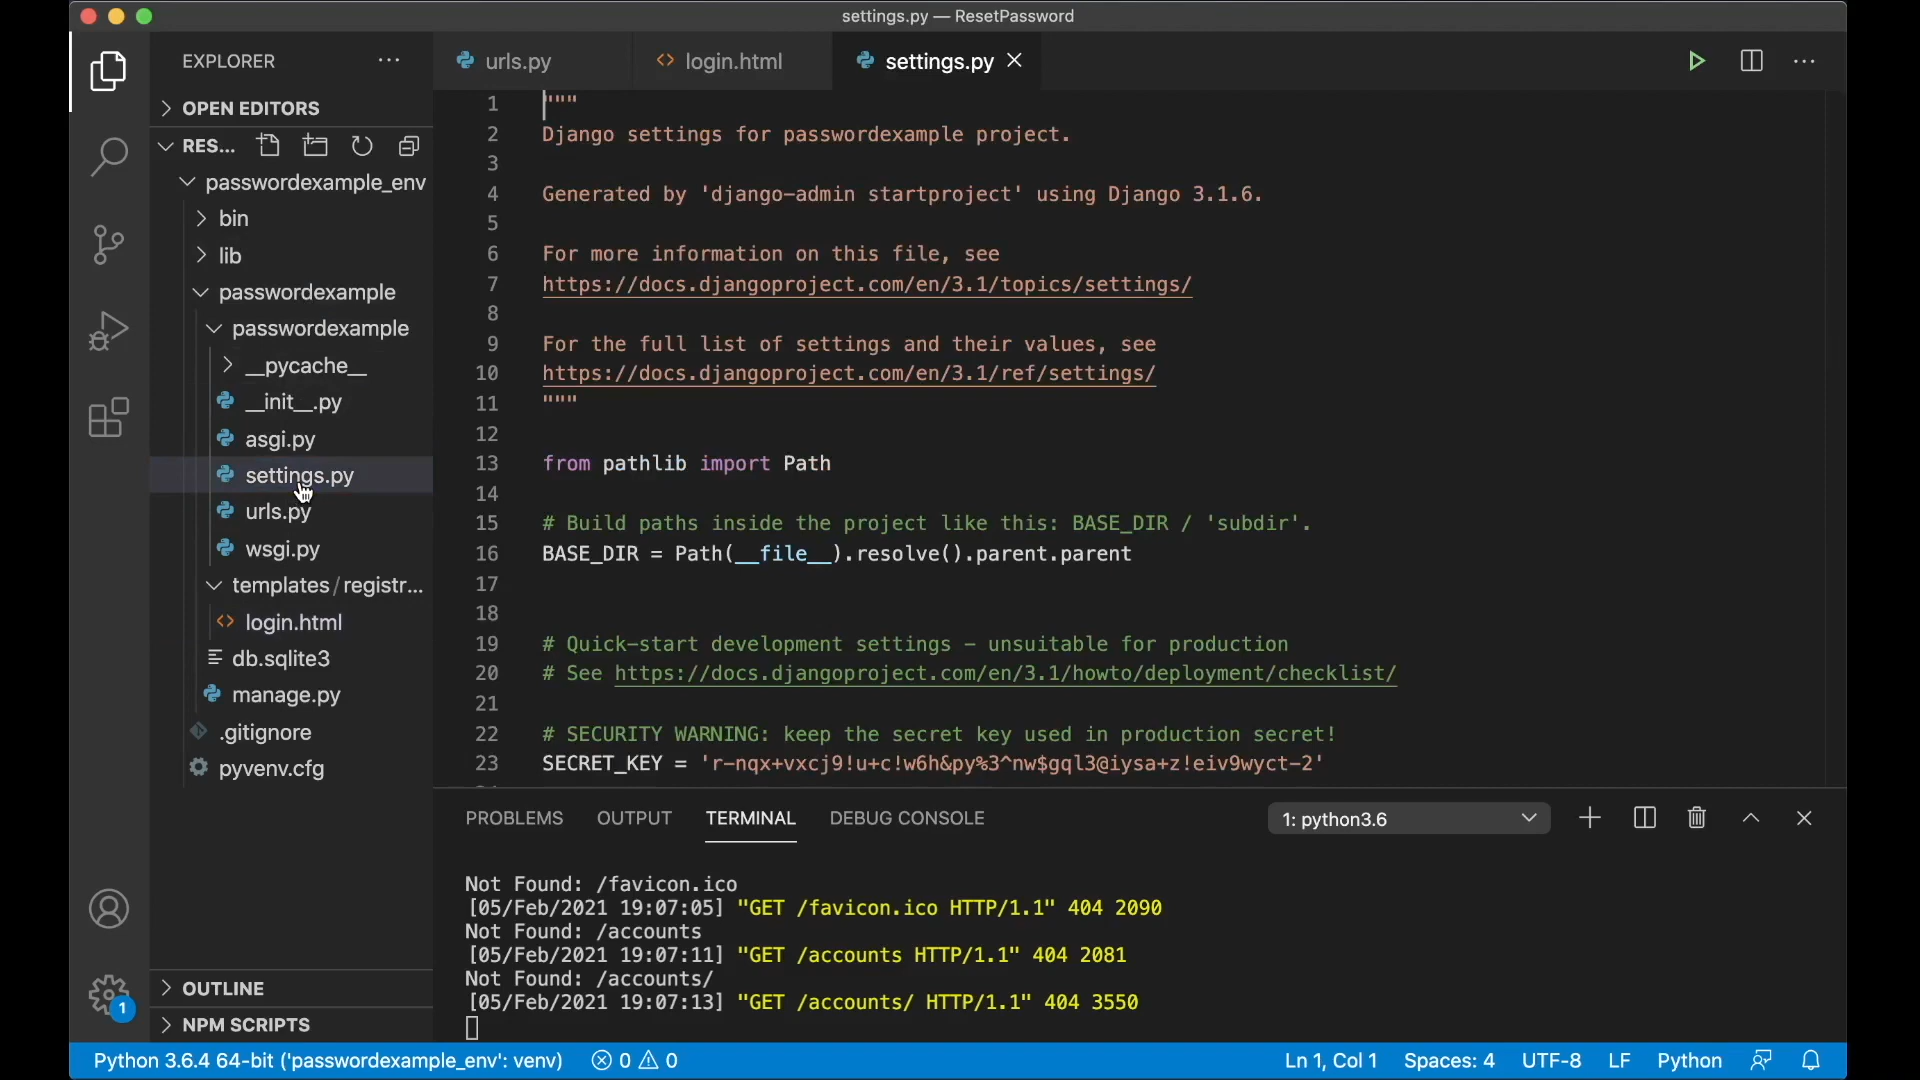 settings.py — ResetPassword
EXPLORER
urls.py
login.html
settings.py
OPEN EDITORS
RES...
passwordexample_env
bin
lib
passwordexample
passwordexample
__pycache__
__init__.py
asgi.py
settings.py
urls.py
wsgi.py
templates/registr...
login.html
db.sqlite3
manage.py
.gitignore
pyvenv.cfg
OUTLINE
NPM SCRIPTS
1 """
2 Django settings for passwordexample project.
3
4 Generated by 'django-admin startproject' using Django 3.1.6.
5
6 For more information on this file, see
7 https://docs.djangoproject.com/en/3.1/topics/settings/
8
9 For the full list of settings and their values, see
10 https://docs.djangoproject.com/en/3.1/ref/settings/
11 """
12
13 from pathlib import Path
14
15 # Build paths inside the project like this: BASE_DIR / 'subdir'.
16 BASE_DIR = Path(__file__).resolve().parent.parent
17
18
19 # Quick-start development settings - unsuitable for production
20 # See https://docs.djangoproject.com/en/3.1/howto/deployment/checklist/
21
22 # SECURITY WARNING: keep the secret key used in production secret!
23 SECRET_KEY = 'r-nqx+vxcj9!u+c!w6h&py%3^nw$gql3@iysa+z!eiv9wyct-2'
PROBLEMS OUTPUT TERMINAL DEBUG CONSOLE
1: python3.6
Not Found: /favicon.ico
[05/Feb/2021 19:07:05] "GET /favicon.ico HTTP/1.1" 404 2090
Not Found: /accounts
[05/Feb/2021 19:07:11] "GET /accounts HTTP/1.1" 404 2081
Not Found: /accounts/
[05/Feb/2021 19:07:13] "GET /accounts/ HTTP/1.1" 404 3550
1
Python 3.6.4 64-bit ('passwordexample_env': venv) 0 0
Ln 1, Col 1 Spaces: 4 UTF-8 LF Python